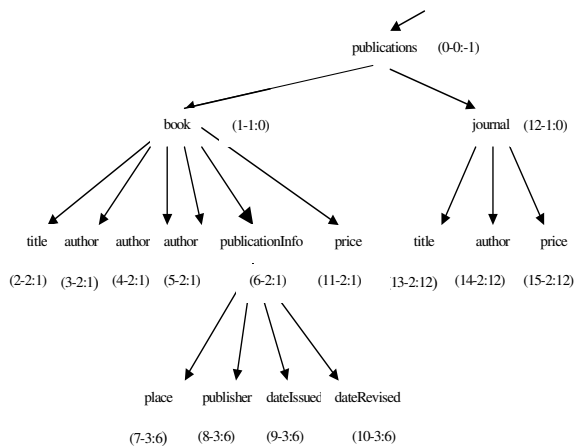 publications (0-0:-1)
book (1-1:0) journal (12-1:0)
title author author author publicationInfo price title author price
(2-2:1) (3-2:1) (4-2:1) (5-2:1) (6-2:1) (11-2:1) (13-2:12) (14-2:12) (15-2:12)
place publisher dateIssued dateRevised
(7-3:6) (8-3:6) (9-3:6) (10-3:6)